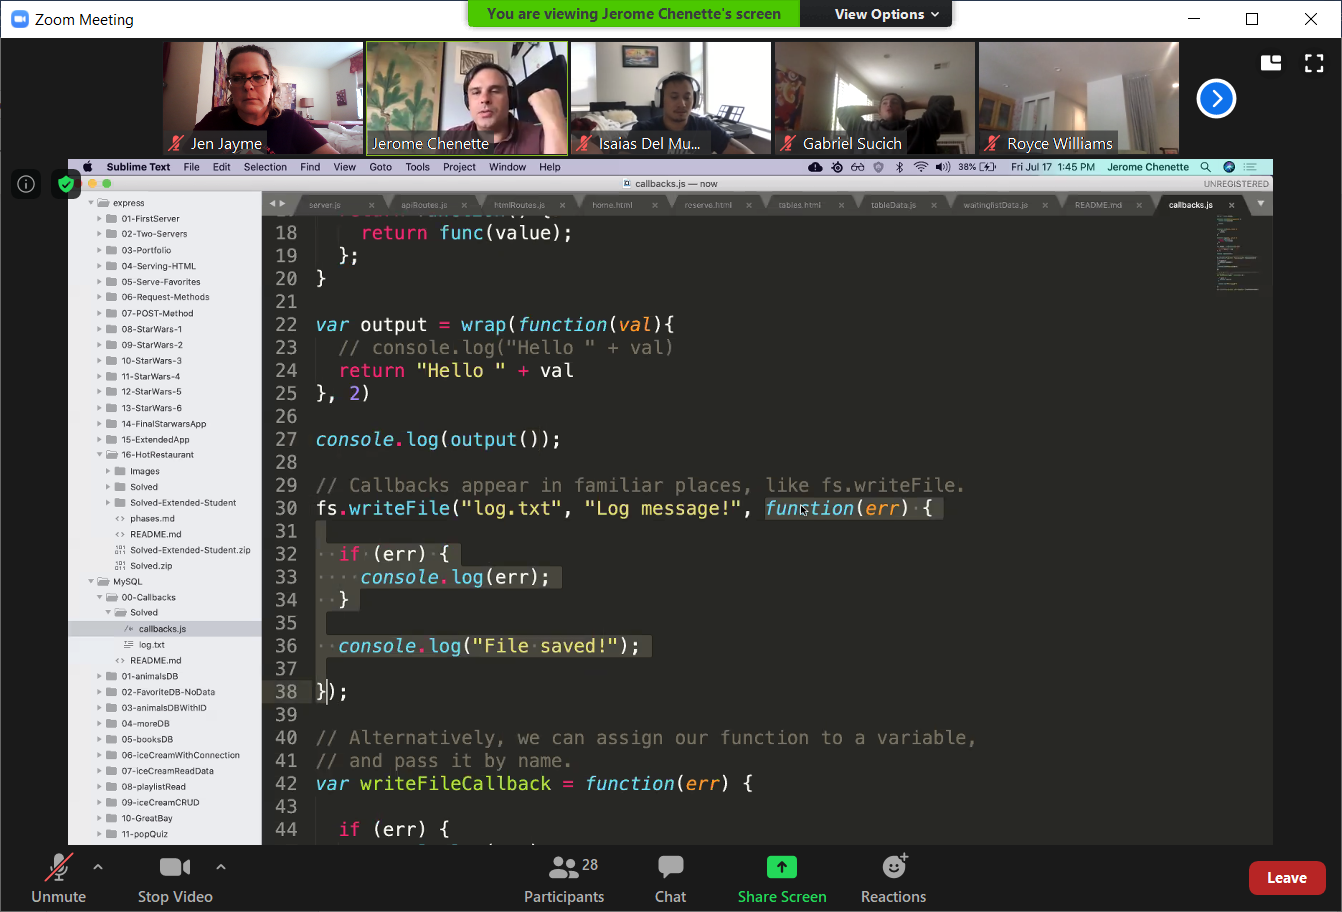 Zoom Meeting
You are viewing Jerome Chenette's screen
View Options
Jen Jayme
Jerome Chenette
Isaias Del Mu...
Gabriel Sucich
Royce Williams
Sublime Text File Edit Selection Find View Goto Tools Project Window Help
38% Fri Jul 17 1:45 PM Jerome Chenette
callbacks.js — now
UNREGISTERED
server.js apiRoutes.js htmlRoutes.js home.html reserve.html tables.html tableData.js waitinglistData.js README.md callbacks.js
express
01-FirstServer
02-Two-Servers
03-Portfolio
04-Serving-HTML
05-Serve-Favorites
06-Request-Methods
07-POST-Method
08-StarWars-1
09-StarWars-2
10-StarWars-3
11-StarWars-4
12-StarWars-5
13-StarWars-6
14-FinalStarwarsApp
15-ExtendedApp
16-HotRestaurant
Images
Solved
Solved-Extended-Student
phases.md
README.md
Solved-Extended-Student.zip
Solved.zip
MySQL
00-Callbacks
Solved
callbacks.js
log.txt
README.md
01-animalsDB
02-FavoriteDB-NoData
03-animalsDBWithID
04-moreDB
05-booksDB
06-iceCreamWithConnection
07-iceCreamReadData
08-playlistRead
09-iceCreamCRUD
10-GreatBay
11-popQuiz
18 return func(value);
19 };
20 }
21
22 var output = wrap(function(val){
23 // console.log("Hello " + val)
24 return "Hello " + val
25 }, 2)
26
27 console.log(output());
28
29 // Callbacks appear in familiar places, like fs.writeFile.
30 fs.writeFile("log.txt", "Log message!", function(err) {
31
32 if (err) {
33 console.log(err);
34 }
35
36 console.log("File saved!");
37
38 });
39
40 // Alternatively, we can assign our function to a variable,
41 // and pass it by name.
42 var writeFileCallback = function(err) {
43
44 if (err) {
Unmute
Stop Video
28
Participants
Chat
Share Screen
Reactions
Leave